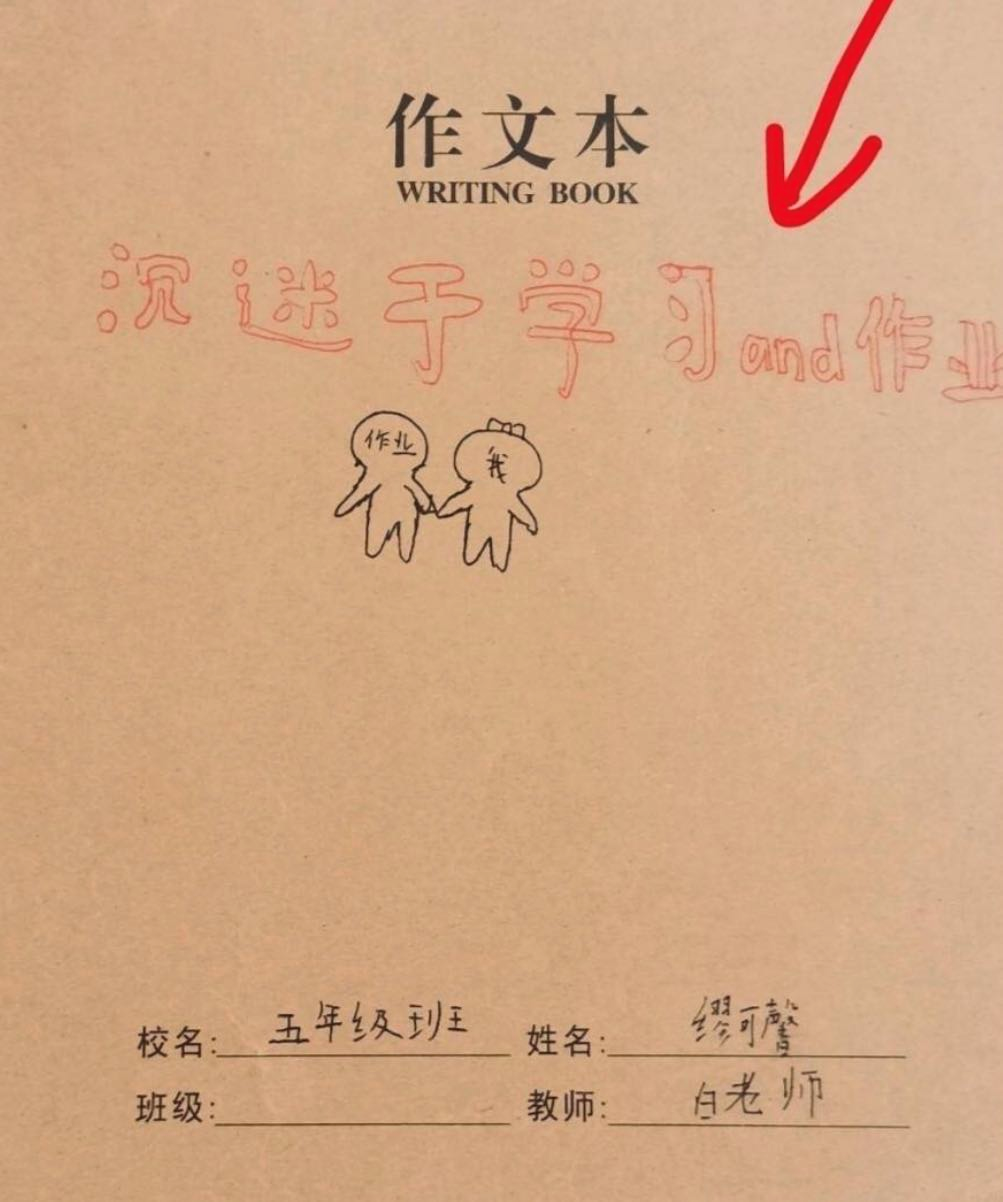 作文本
WRITING BOOK
沉迷于学习and作业
作业 我
校名: 五年级班 姓名: 缪可馨
班级: 教师: 白老师